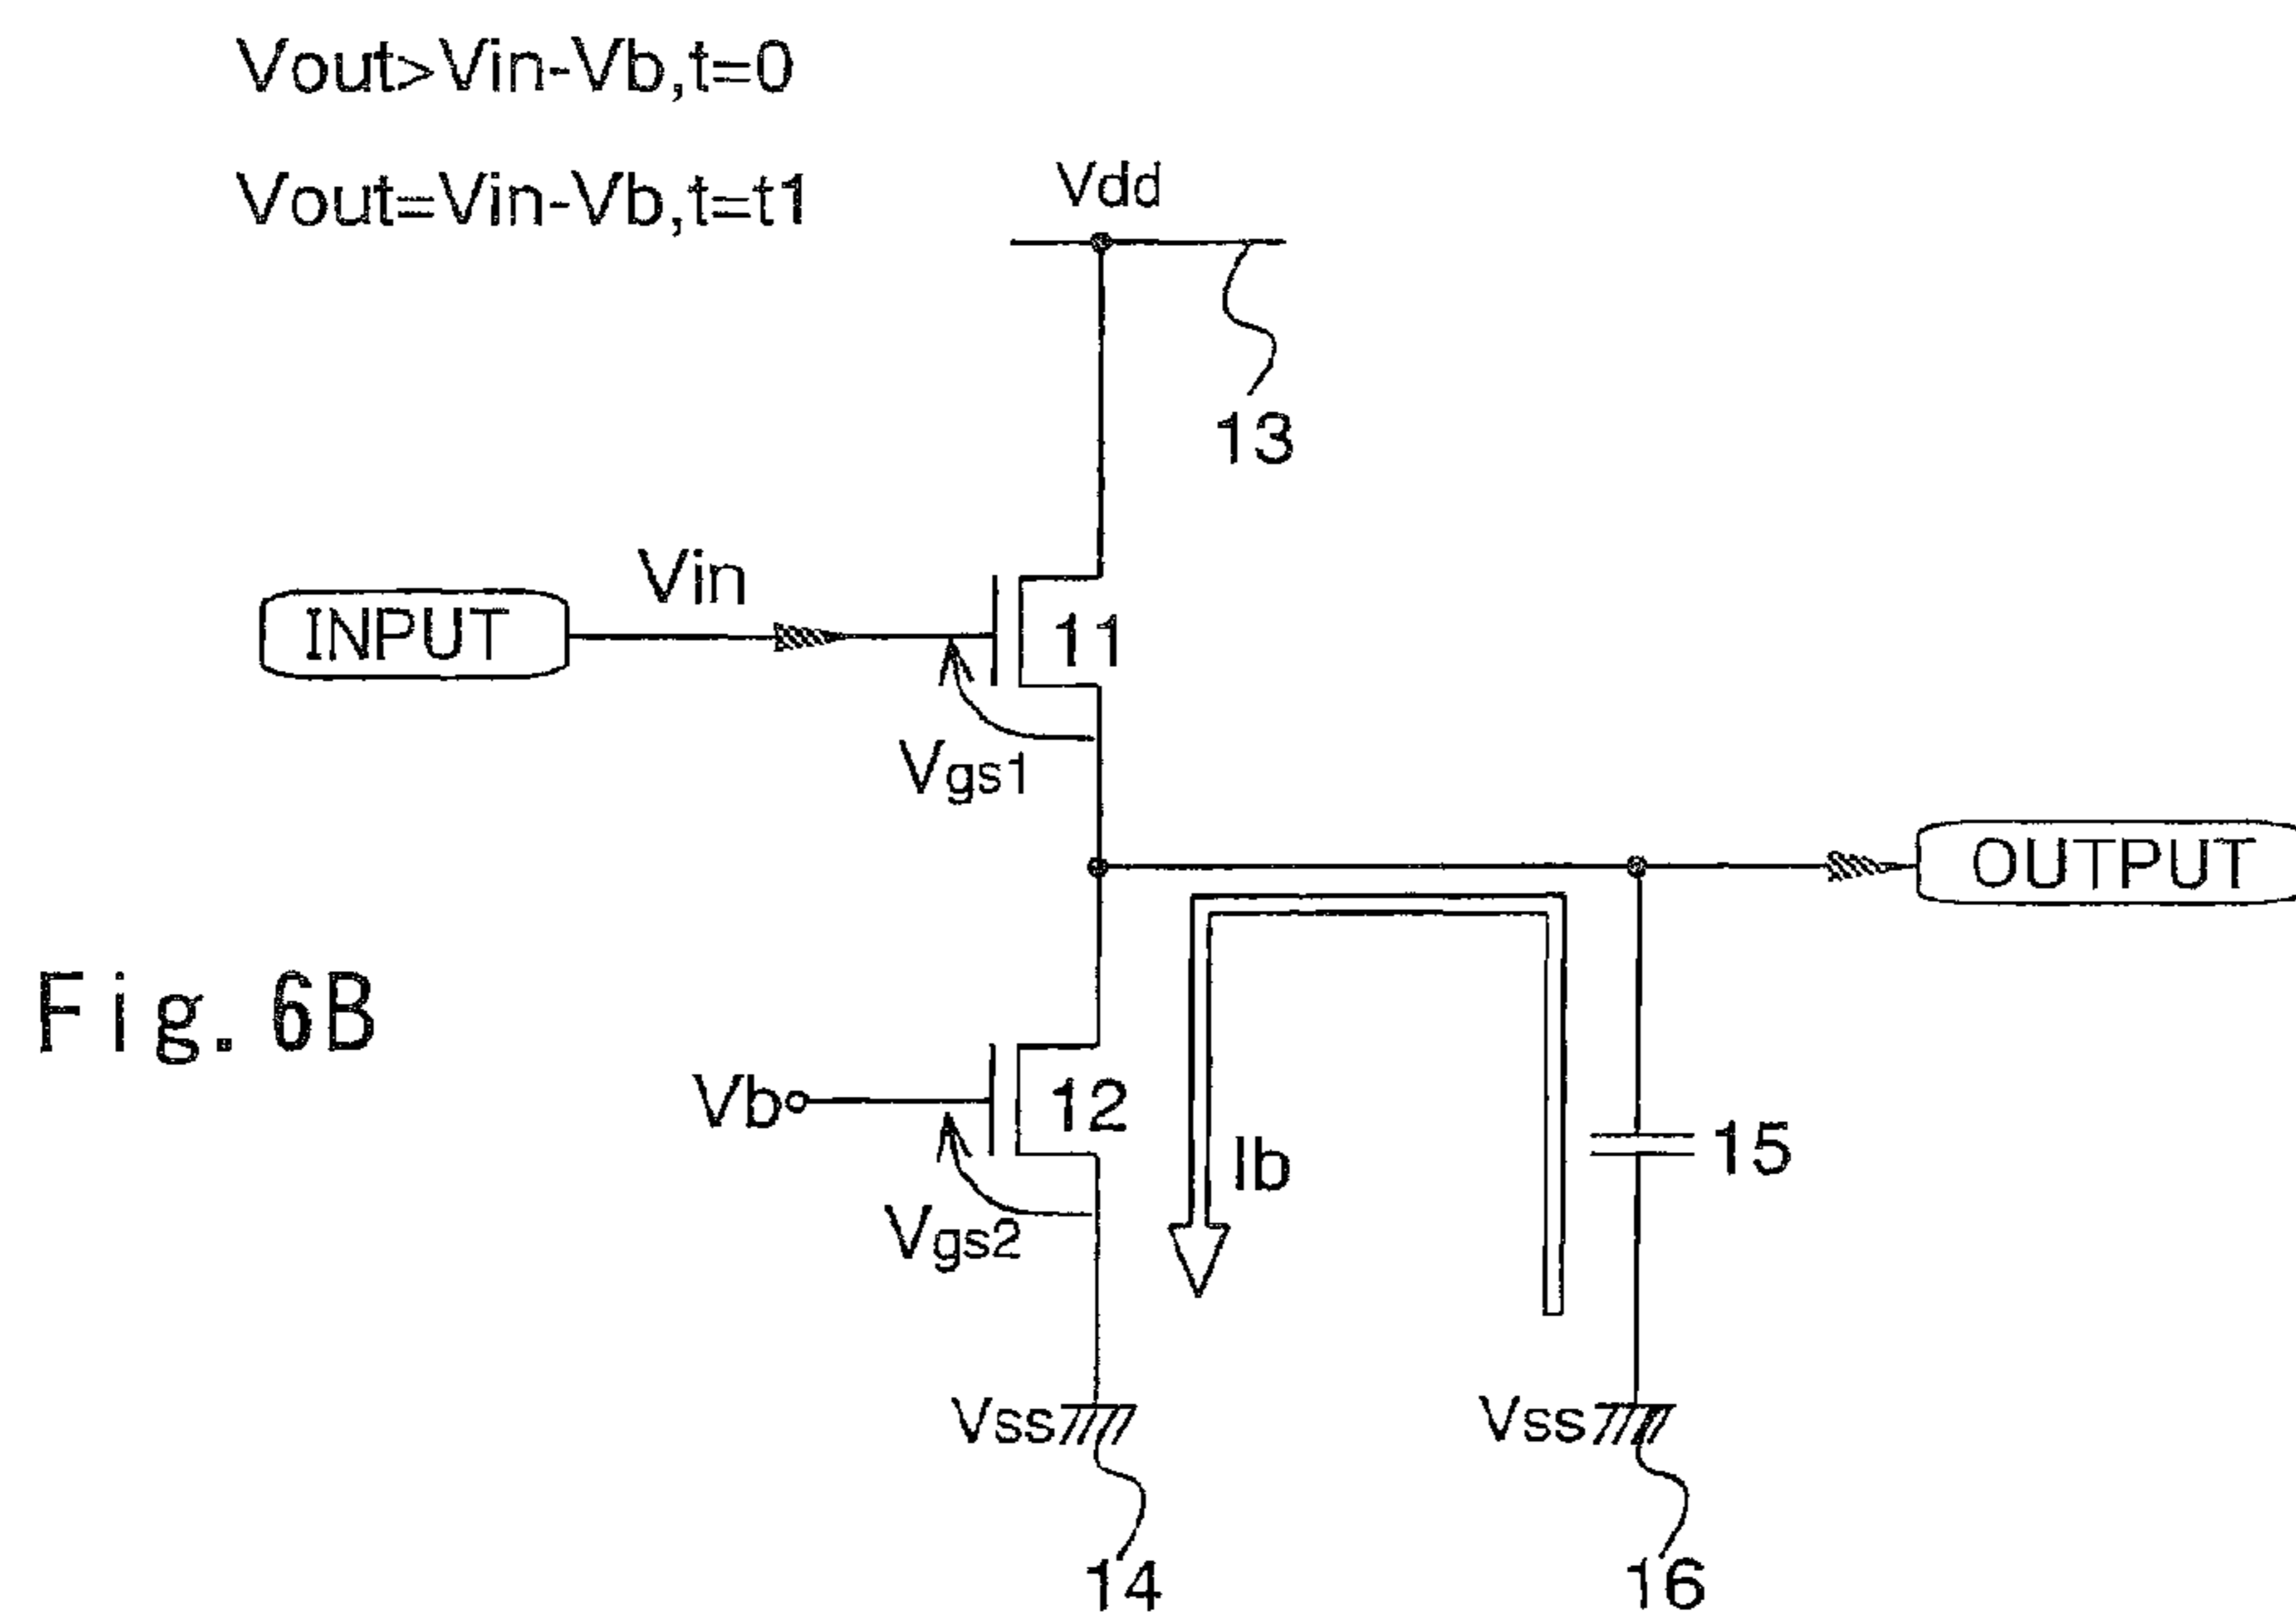 Vout>Vin-Vb,t=0
Vout=Vin-Vb,t=t1
Vdd
13
Vin
INPUT
11
Vgs1
OUTPUT
Fig. 6B
Vb
12
Ib
15
Vgs2
Vss
Vss
14
16